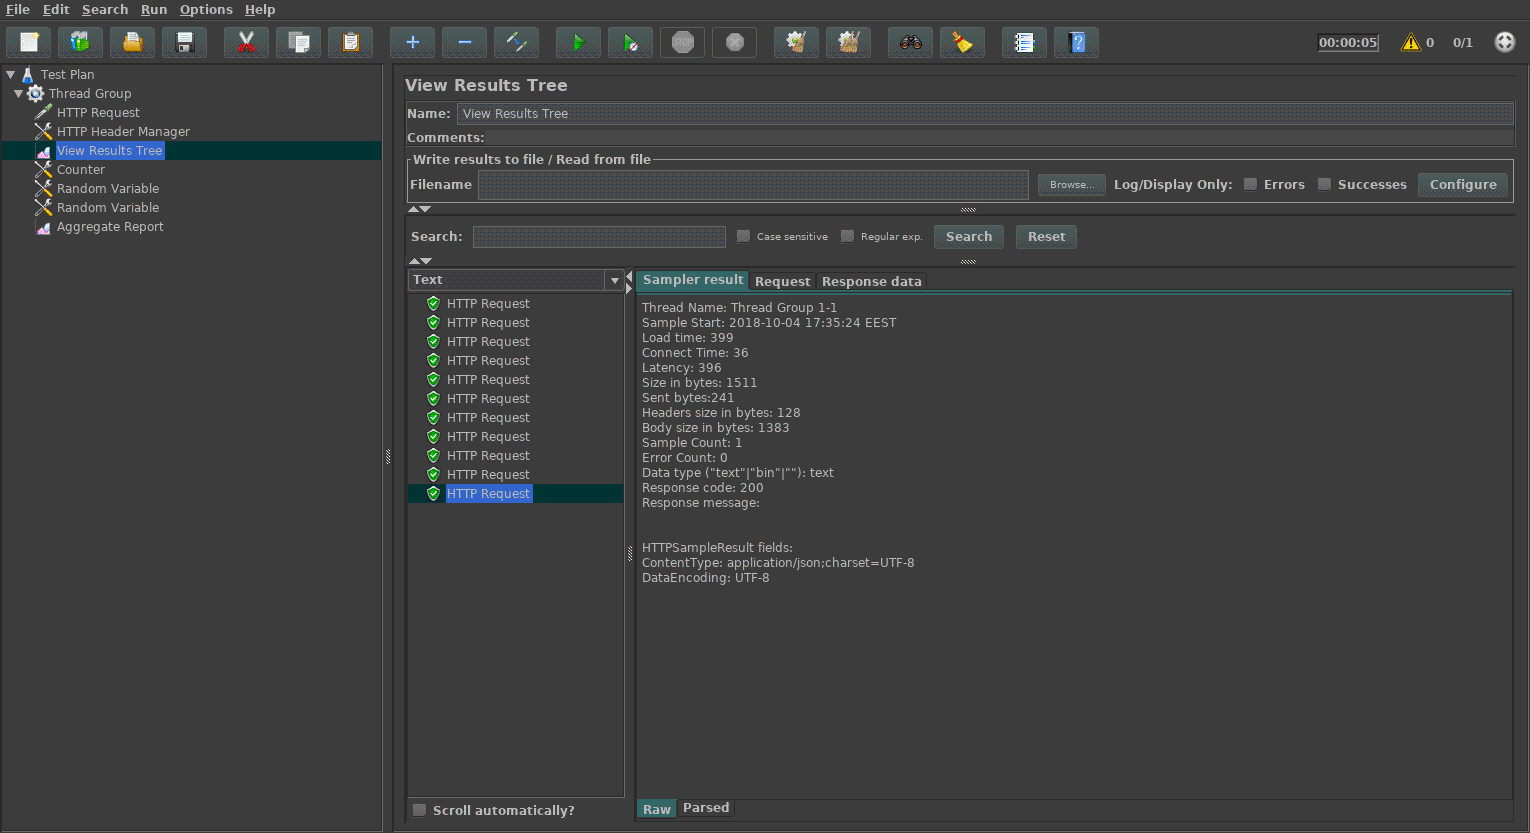 File Edit Search Run Options Help
00:00:05 0 0/1
Test Plan
Thread Group
HTTP Request
HTTP Header Manager
View Results Tree
Counter
Random Variable
Random Variable
Aggregate Report
View Results Tree
Name: View Results Tree
Comments:
Write results to file / Read from file
Filename Browse... Log/Display Only: Errors Successes Configure
Search: Case sensitive Regular exp. Search Reset
Text
HTTP Request
HTTP Request
HTTP Request
HTTP Request
HTTP Request
HTTP Request
HTTP Request
HTTP Request
HTTP Request
HTTP Request
HTTP Request
Scroll automatically?
Sampler result Request Response data
Thread Name: Thread Group 1-1
Sample Start: 2018-10-04 17:35:24 EEST
Load time: 399
Connect Time: 36
Latency: 396
Size in bytes: 1511
Sent bytes:241
Headers size in bytes: 128
Body size in bytes: 1383
Sample Count: 1
Error Count: 0
Data type ("text"|"bin"|""): text
Response code: 200
Response message:
HTTPSampleResult fields:
ContentType: application/json;charset=UTF-8
DataEncoding: UTF-8
Raw Parsed